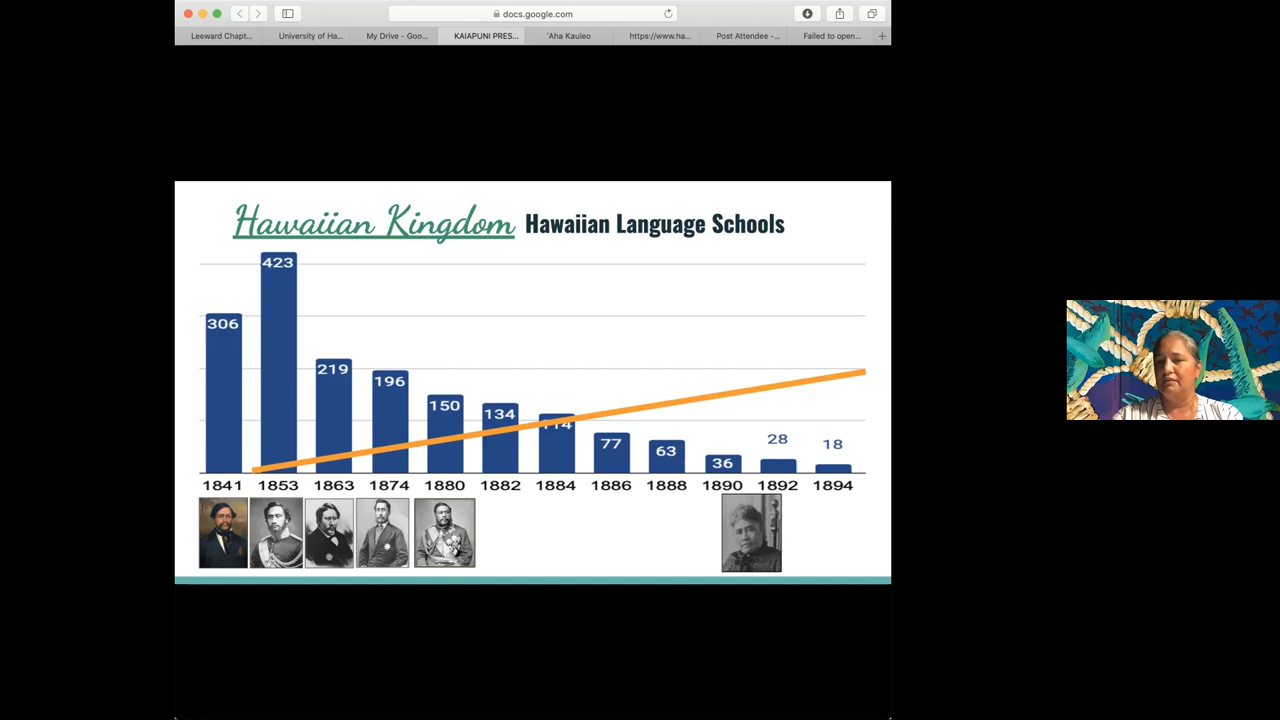 docs.google.com
Leewward Chapt...
University of Ha...
My Drive - Goo...
KAIAPUNI PRES...
'Aha Kauleo
https://www.ha...
Post Attendee -...
Failed to open...
Hawaiian Kingdom Hawaiian Language Schools
423
306
219
196
150
134
114
77
63
36
28
18
1841 1853 1863 1874 1880 1882 1884 1886 1888 1890 1892 1894